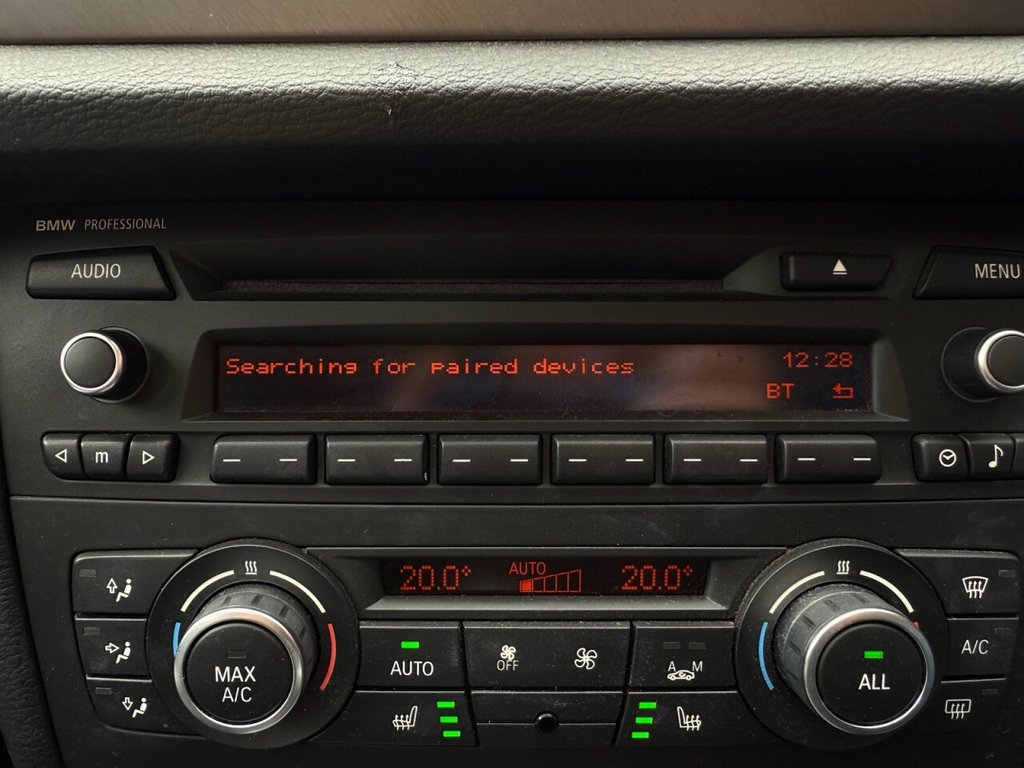 BMW PROFESSIONAL
AUDIO
MENU
Searching for paired devices 12:28
BT
m
20.0° AUTO 20.0°
MAX
A/C
AUTO
OFF
A M
ALL
A/C